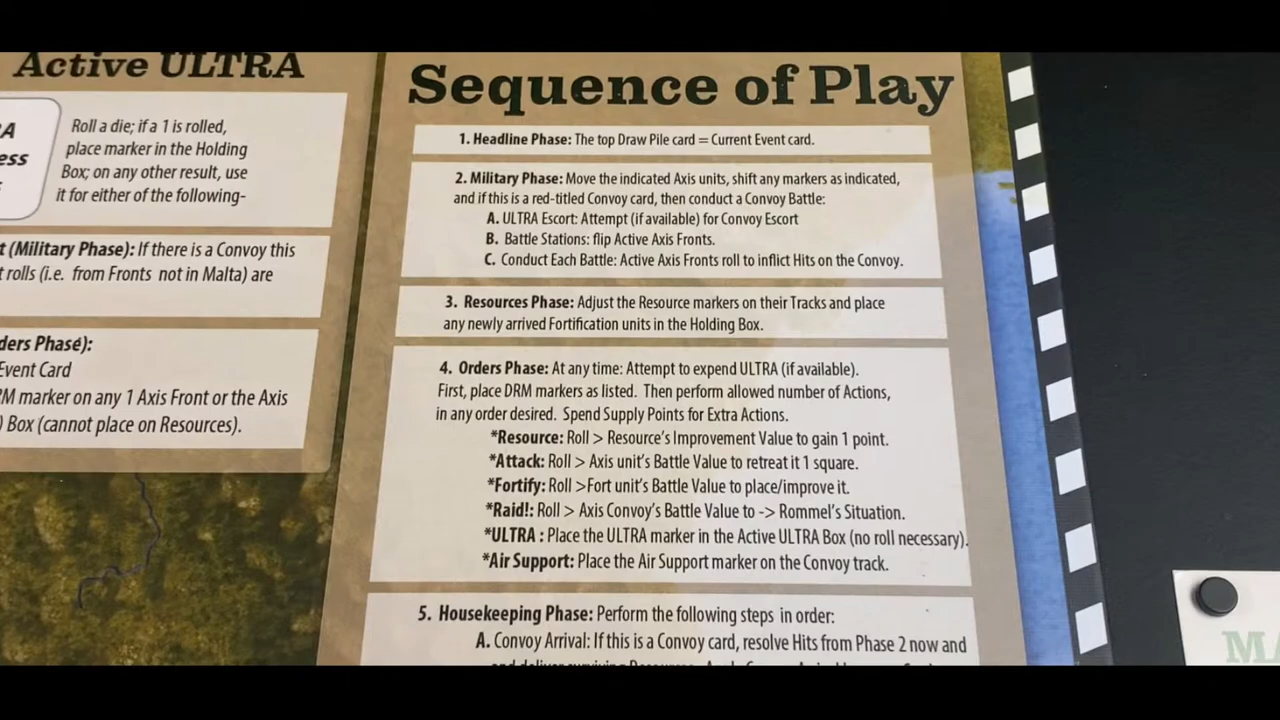 Active ULTRA
Roll a die; if a 1 is rolled,
place marker in the Holding
Box; on any other result, use
it for either of the following-
(Military Phase): If there is a Convoy this
rolls (i.e. from Fronts not in Malta) are
Phase):
Event Card
marker on any 1 Axis Front or the Axis
Box (cannot place on Resources).
Sequence of Play
1. Headline Phase: The top Draw Pile card = Current Event card.
2. Military Phase: Move the indicated Axis units, shift any markers as indicated,
and if this is a red-titled Convoy card, then conduct a Convoy Battle:
A. ULTRA Escort: Attempt (if available) for Convoy Escort
B. Battle Stations: flip Active Axis Fronts.
C. Conduct Each Battle: Active Axis Fronts roll to inflict Hits on the Convoy.
3. Resources Phase: Adjust the Resource markers on their Tracks and place
any newly arrived Fortification units in the Holding Box.
4. Orders Phase: At any time: Attempt to expend ULTRA (if available).
First, place DRM markers as listed. Then perform allowed number of Actions,
in any order desired. Spend Supply Points for Extra Actions.
*Resource: Roll > Resource's Improvement Value to gain 1 point.
*Attack: Roll > Axis unit's Battle Value to retreat it 1 square.
*Fortify: Roll >Fort unit's Battle Value to place/improve it.
*Raid!: Roll > Axis Convoy's Battle Value to -> Rommel's Situation.
*ULTRA : Place the ULTRA marker in the Active ULTRA Box (no roll necessary).
*Air Support: Place the Air Support marker on the Convoy track.
5. Housekeeping Phase: Perform the following steps in order:
A. Convoy Arrival: If this is a Convoy card, resolve Hits from Phase 2 now and